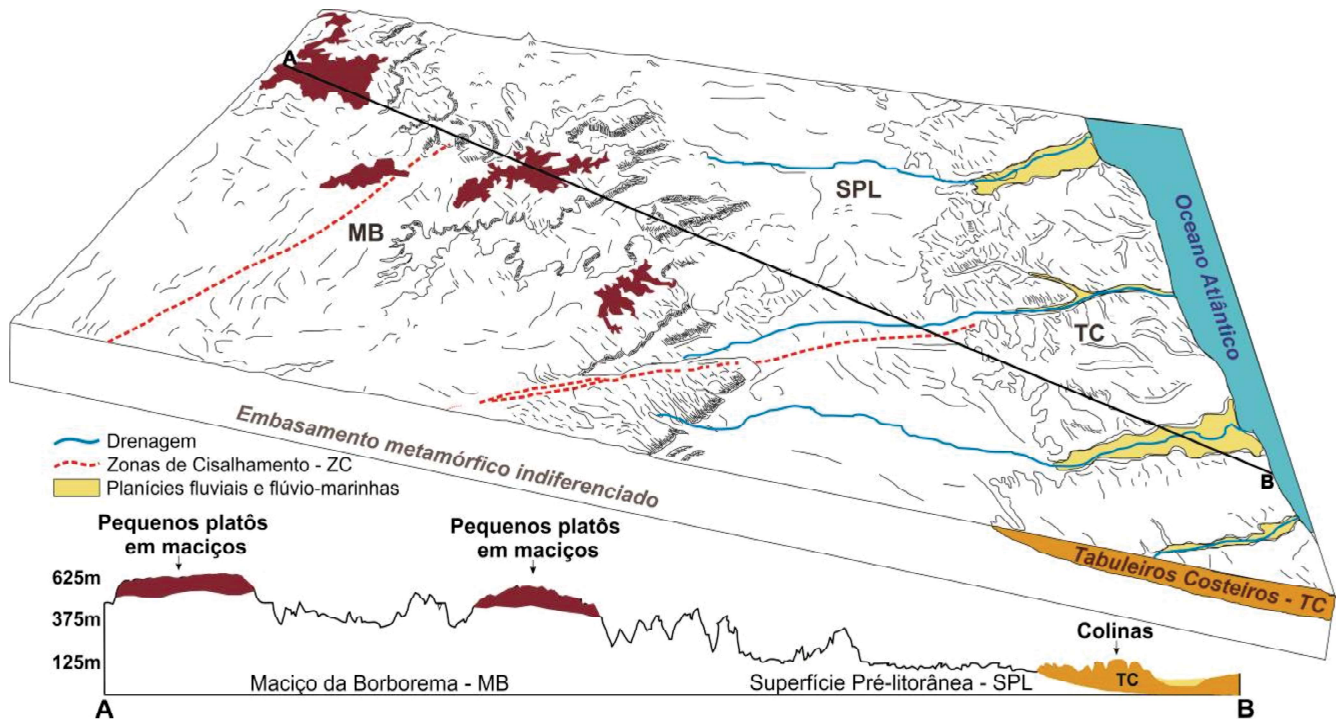 A
SPL
MB
TC
Oceano Atlântico
B
Embasamento metamórfico indiferenciado
Drenagem
Zonas de Cisalhamento - ZC
Planícies fluviais e flúvio-marinhas
Tabuleiros Costeiros - TC
Pequenos platôs
em maciços
Pequenos platôs
em maciços
Colinas
625m
375m
125m
TC
Maciço da Borborema - MB
Superfície Pré-litorânea - SPL
A
B